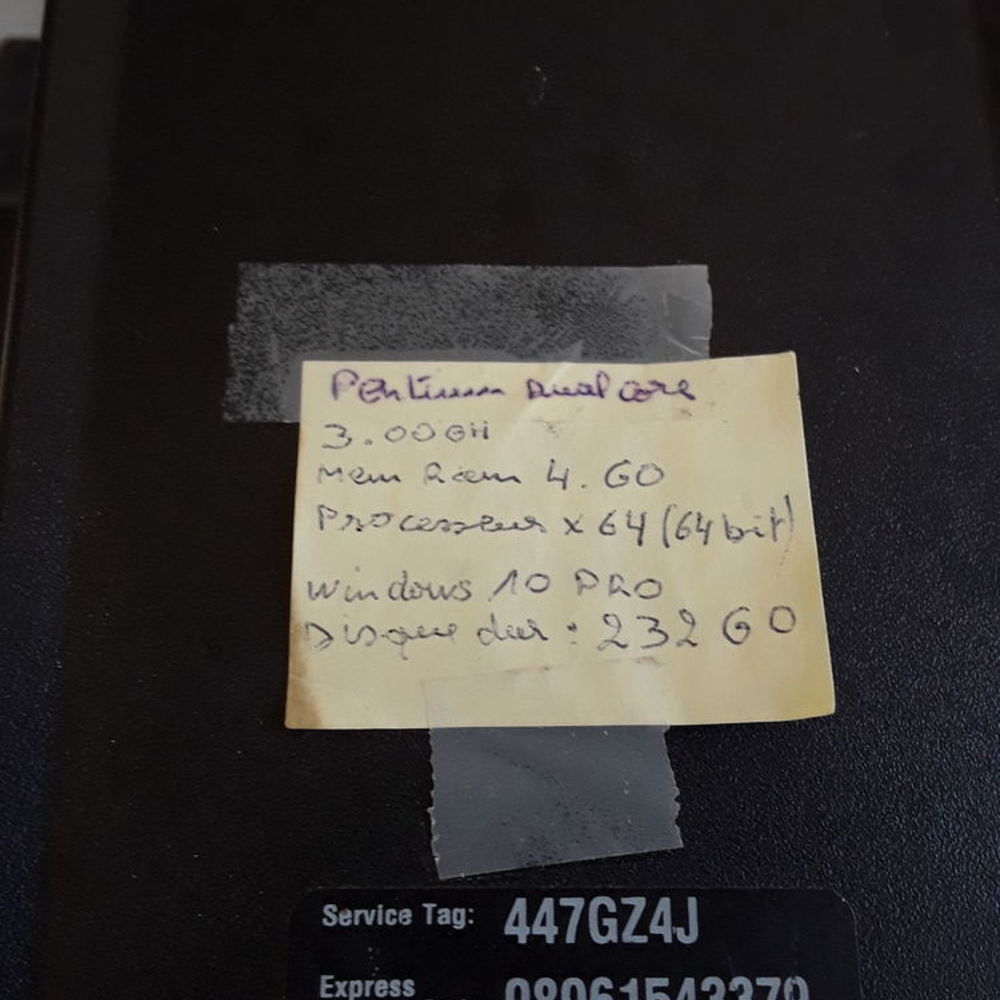 Pentium dual core
3.00GH
Mem Ram 4.GO
Processeur x 64 (64 bit)
Windows 10 PRO
Disque dur : 232 GO
Service Tag: 447GZ4J
Express